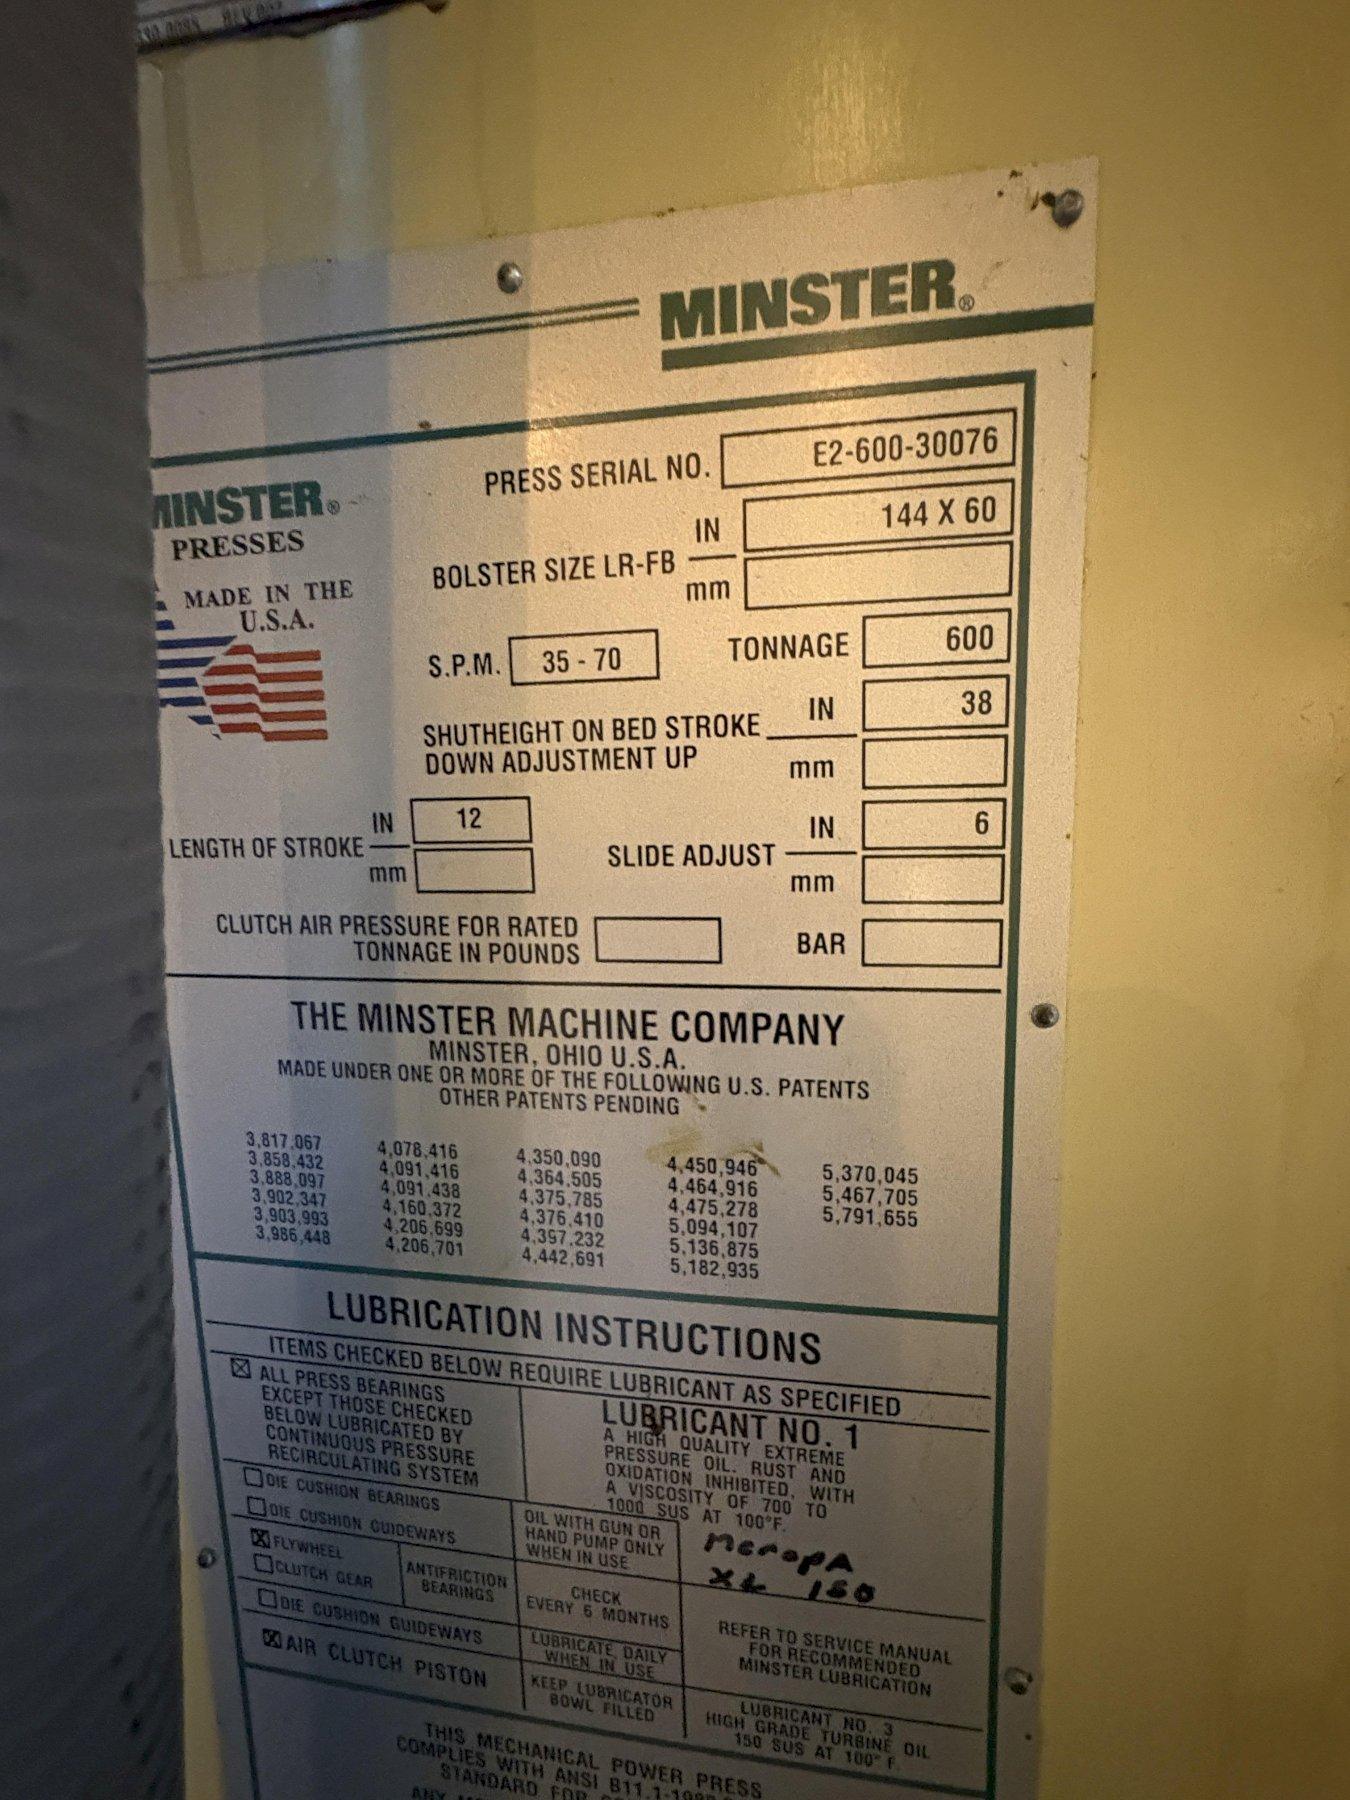 MINSTER®
MINSTER®
PRESSES
MADE IN THE
U.S.A.
PRESS SERIAL NO. E2-600-30076
BOLSTER SIZE LR-FB IN 144 X 60
mm
S.P.M. 35 - 70 TONNAGE 600
SHUTHEIGHT ON BED STROKE DOWN ADJUSTMENT UP IN 38
mm
LENGTH OF STROKE IN 12
mm
SLIDE ADJUST IN 6
mm
CLUTCH AIR PRESSURE FOR RATED
TONNAGE IN POUNDS BAR
THE MINSTER MACHINE COMPANY
MINSTER, OHIO U.S.A.
MADE UNDER ONE OR MORE OF THE FOLLOWING U.S. PATENTS
OTHER PATENTS PENDING
3,817,067 4,078,416 4,350,090 4,450,946 5,370,045
3,858,432 4,091,416 4,364,505 4,464,916 5,467,705
3,888,097 4,091,438 4,375,785 4,475,278 5,791,655
3,902,347 4,160,372 4,376,410 5,094,107
3,903,993 4,206,699 4,397,232 5,136,875
3,986,448 4,206,701 4,442,691 5,182,935
LUBRICATION INSTRUCTIONS
ITEMS CHECKED BELOW REQUIRE LUBRICANT AS SPECIFIED
☒ ALL PRESS BEARINGS
EXCEPT THOSE CHECKED
BELOW LUBRICATED BY
CONTINUOUS PRESSURE
RECIRCULATING SYSTEM
LUBRICANT NO. 1
A HIGH QUALITY EXTREME
PRESSURE OIL. RUST AND
OXIDATION INHIBITED, WITH
A VISCOSITY OF 700 TO
1000 SUS AT 100°F.
☐ DIE CUSHION BEARINGS
☐ DIE CUSHION GUIDEWAYS
OIL WITH GUN OR
HAND PUMP ONLY
WHEN IN USE
MeropA
XL 150
☒ FLYWHEEL
☐ CLUTCH GEAR
ANTIFRICTION
BEARINGS
CHECK
EVERY 6 MONTHS
REFER TO SERVICE MANUAL
FOR RECOMMENDED
MINSTER LUBRICATION
☐ DIE CUSHION GUIDEWAYS
LUBRICATE DAILY
WHEN IN USE
☒ AIR CLUTCH PISTON
KEEP LUBRICATOR
BOWL FILLED
LUBRICANT NO. 3
HIGH GRADE TURBINE OIL
150 SUS AT 100° F.
THIS MECHANICAL POWER PRESS
COMPLIES WITH ANSI B11.1
STANDARD FOR
ANY